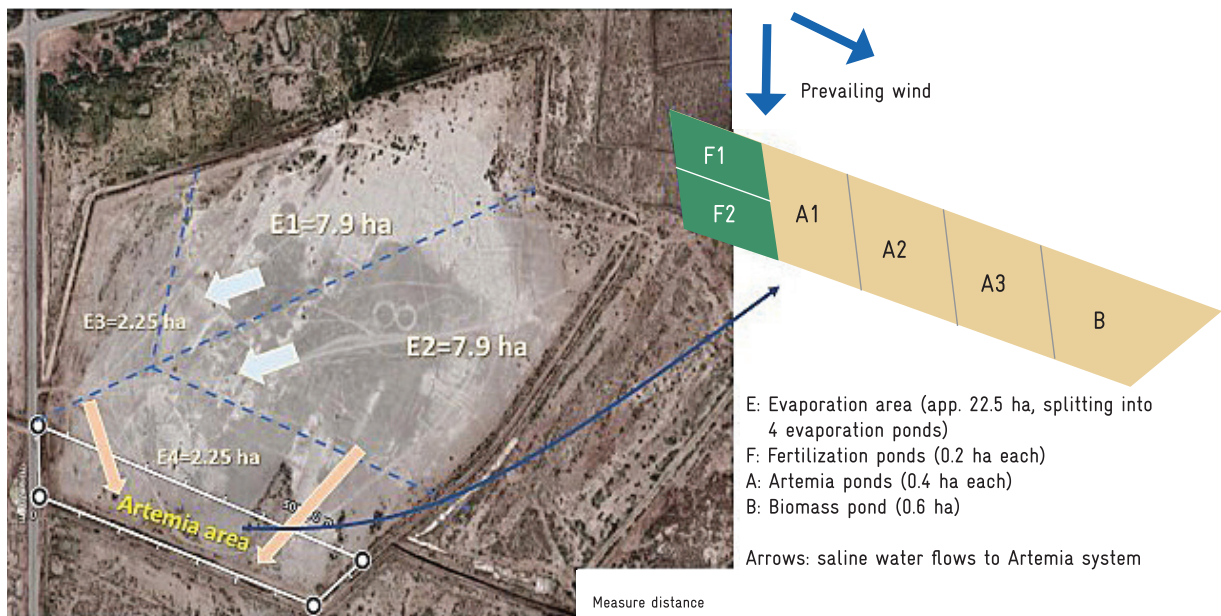 Prevailing wind
F1
F2
A1
A2
A3
B
E1=7.9 ha
E3=2.25 ha
E2=7.9 ha
E4=2.25 ha
Artemia area
E: Evaporation area (app. 22.5 ha, splitting into
4 evaporation ponds)
F: Fertilization ponds (0.2 ha each)
A: Artemia ponds (0.4 ha each)
B: Biomass pond (0.6 ha)
Arrows: saline water flows to Artemia system
Measure distance